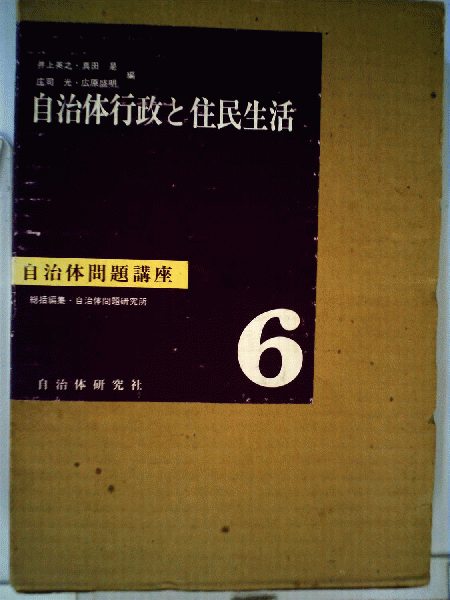 井上英之・真田 是
庄司 光・広原盛明
編
自治体行政と住民生活
自治体問題講座
総括編集・自治体問題研究所
6
自治体研究社